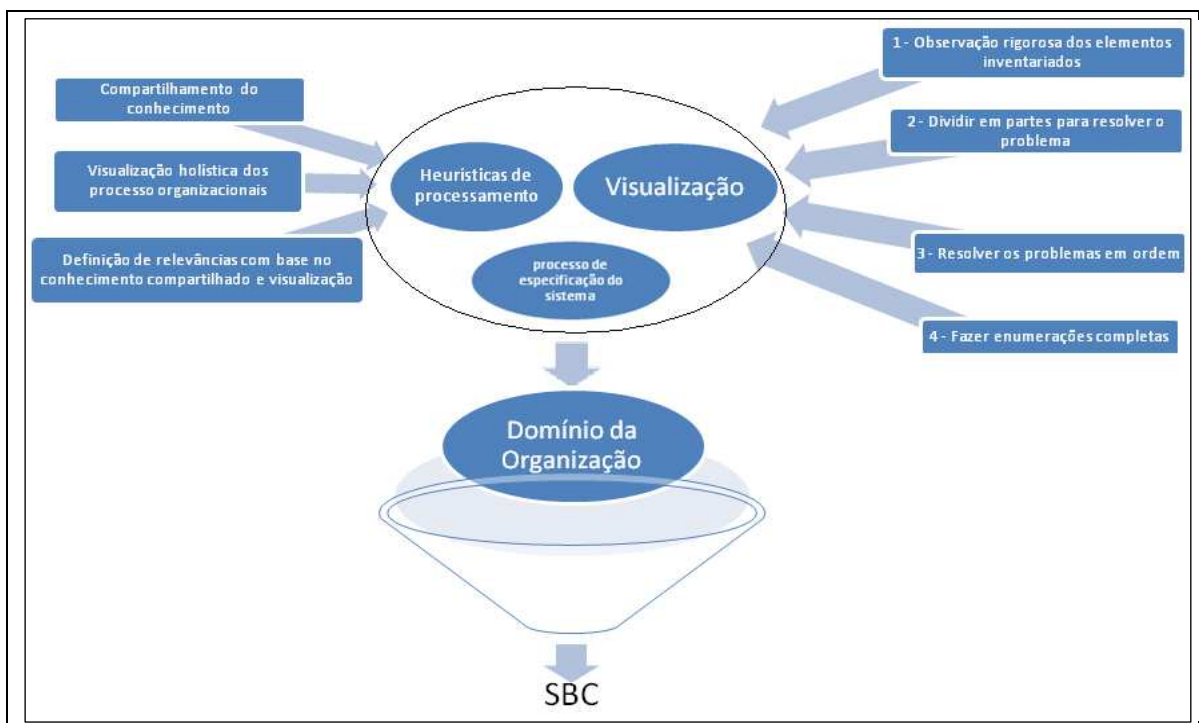 Compartilhamento do
conhecimento
Visualização holística dos
processo organizacionais
Definição de relevâncias com base no
conhecimento compartilhado e visualização
Heurísticas de
processamento
Visualização
processo de
especificação do
sistema
1 - Observação rigorosa dos elementos
inventariados
2 - Dividir em partes para resolver o
problema
3 - Resolver os problemas em ordem
4 - Fazer enumerações completas
Domínio da
Organização
SBC